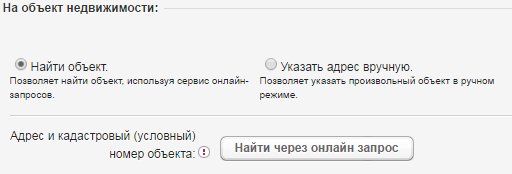 На объект недвижимости:
Найти объект.
Указать адрес вручную.
Позволяет найти объект, используя сервис онлайн-
запросов.
Позволяет указать произвольный объект в ручном
режиме.
Адрес и кадастровый (условный)
номер объекта:
Найти через онлайн запрос